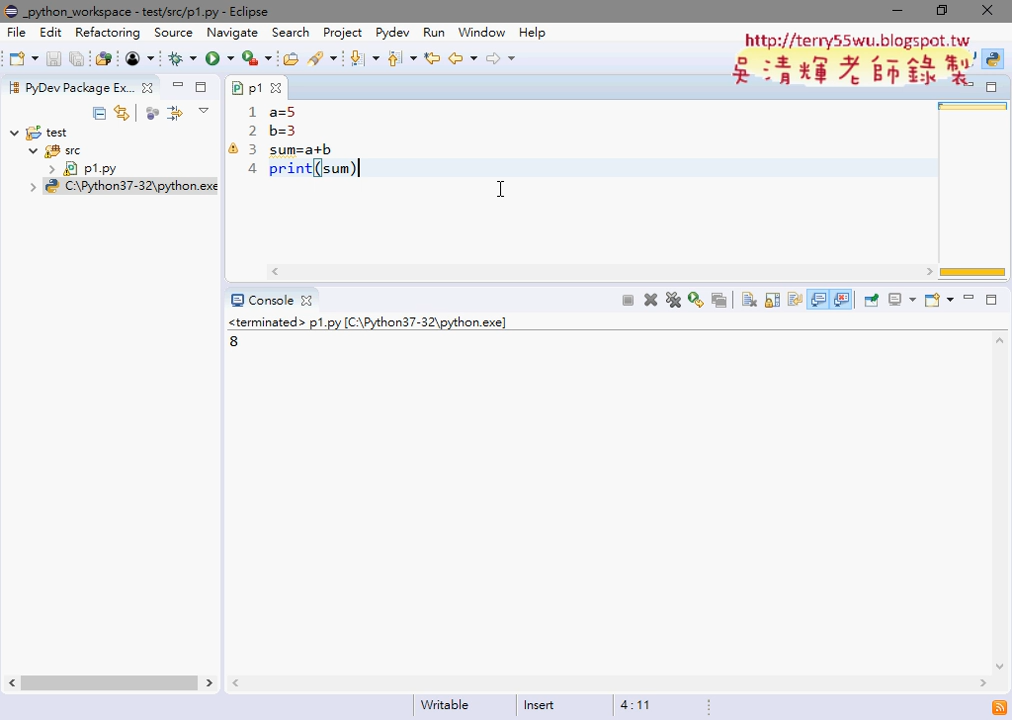 _python_workspace - test/src/p1.py - Eclipse
File Edit Refactoring Source Navigate Search Project Pydev Run Window Help
http://terry55wu.blogspot.tw
吳清輝老師錄製
PyDev Package Ex...
p1
test
src
p1.py
C:\Python37-32\python.exe
1 a=5
2 b=3
3 sum=a+b
4 print(sum)
Console
<terminated> p1.py [C:\Python37-32\python.exe]
8
Writable Insert 4 : 11